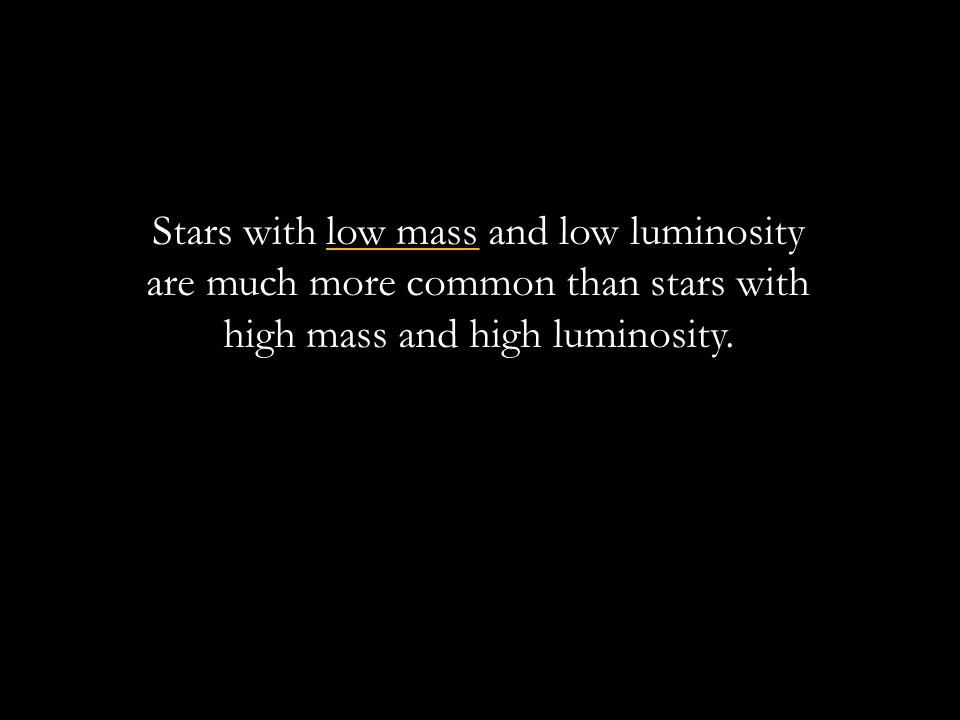 Stars with low mass and low luminosity
are much more common than stars with
high mass and high luminosity.